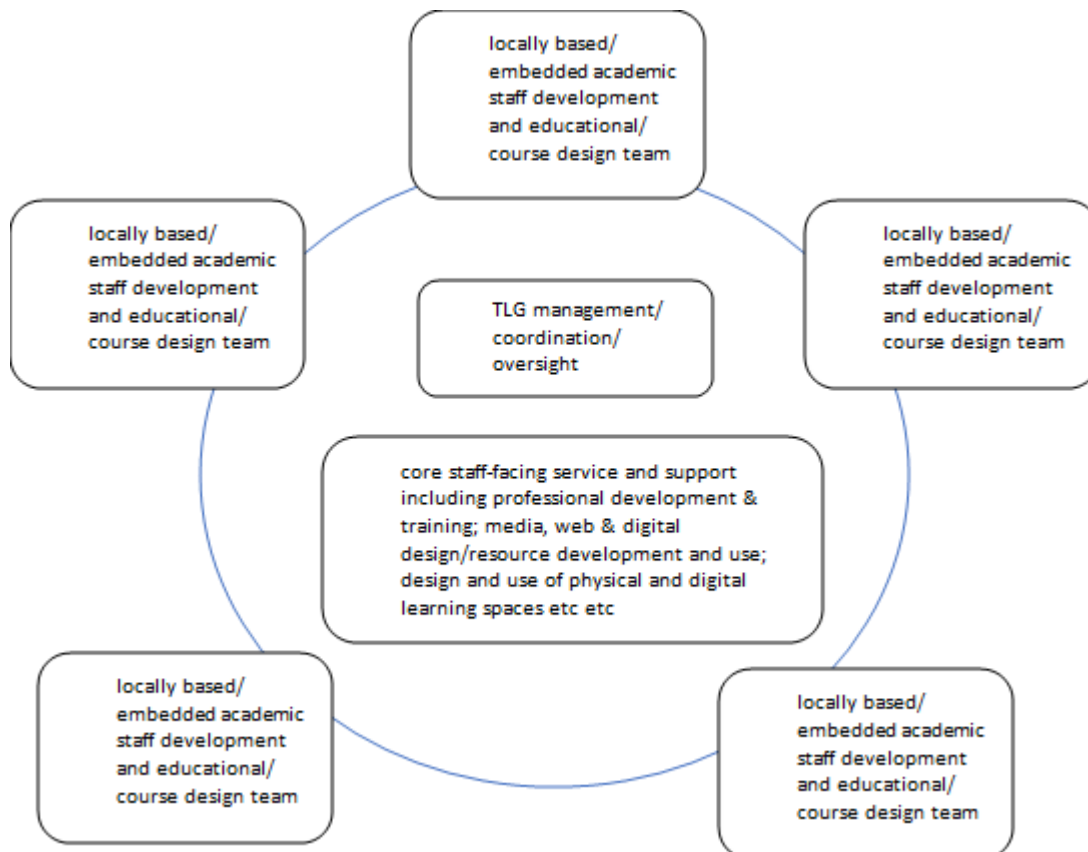 locally based/
embedded academic
staff development
and educational/
course design team
locally based/
embedded academic
staff development
and educational/
course design team
locally based/
embedded academic
staff development
and educational/
course design team
TLG management/
coordination/
oversight
core staff-facing service and support
including professional development &
training; media, web & digital
design/resource development and use;
design and use of physical and digital
learning spaces etc etc
locally based/
embedded academic
staff development
and educational/
course design team
locally based/
embedded academic
staff development
and educational/
course design team